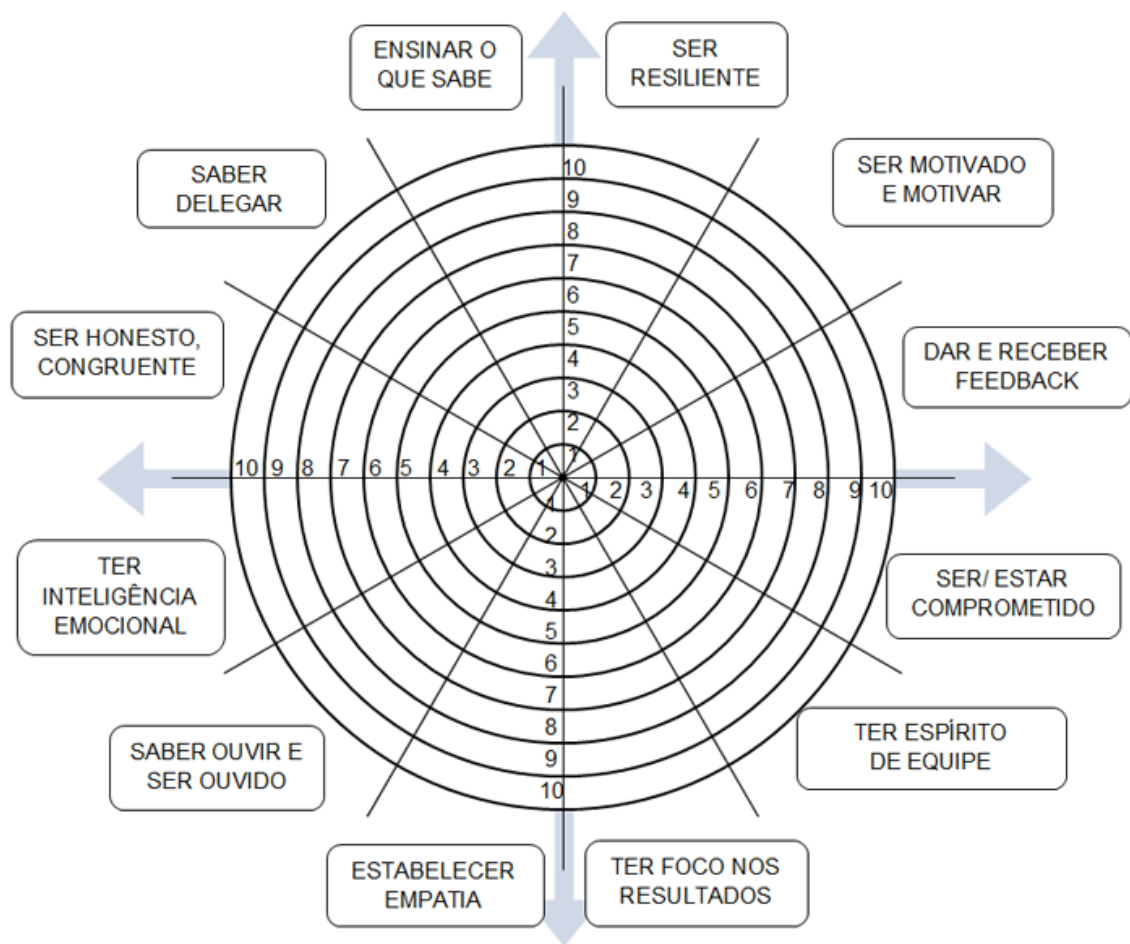 ENSINAR O
QUE SABE
SER
RESILIENTE
SABER
DELEGAR
SER MOTIVADO
E MOTIVAR
SER HONESTO,
CONGRUENTE
DAR E RECEBER
FEEDBACK
10
9
8
7
6
5
4
3
2
1
10 9 8 7 6 5 4 3 2 1
1 2 3 4 5 6 7 8 9 10
1
2
3
4
5
6
7
8
9
10
TER
INTELIGÊNCIA
EMOCIONAL
SER/ ESTAR
COMPROMETIDO
SABER OUVIR E
SER OUVIDO
TER ESPÍRITO
DE EQUIPE
ESTABELECER
EMPATIA
TER FOCO NOS
RESULTADOS